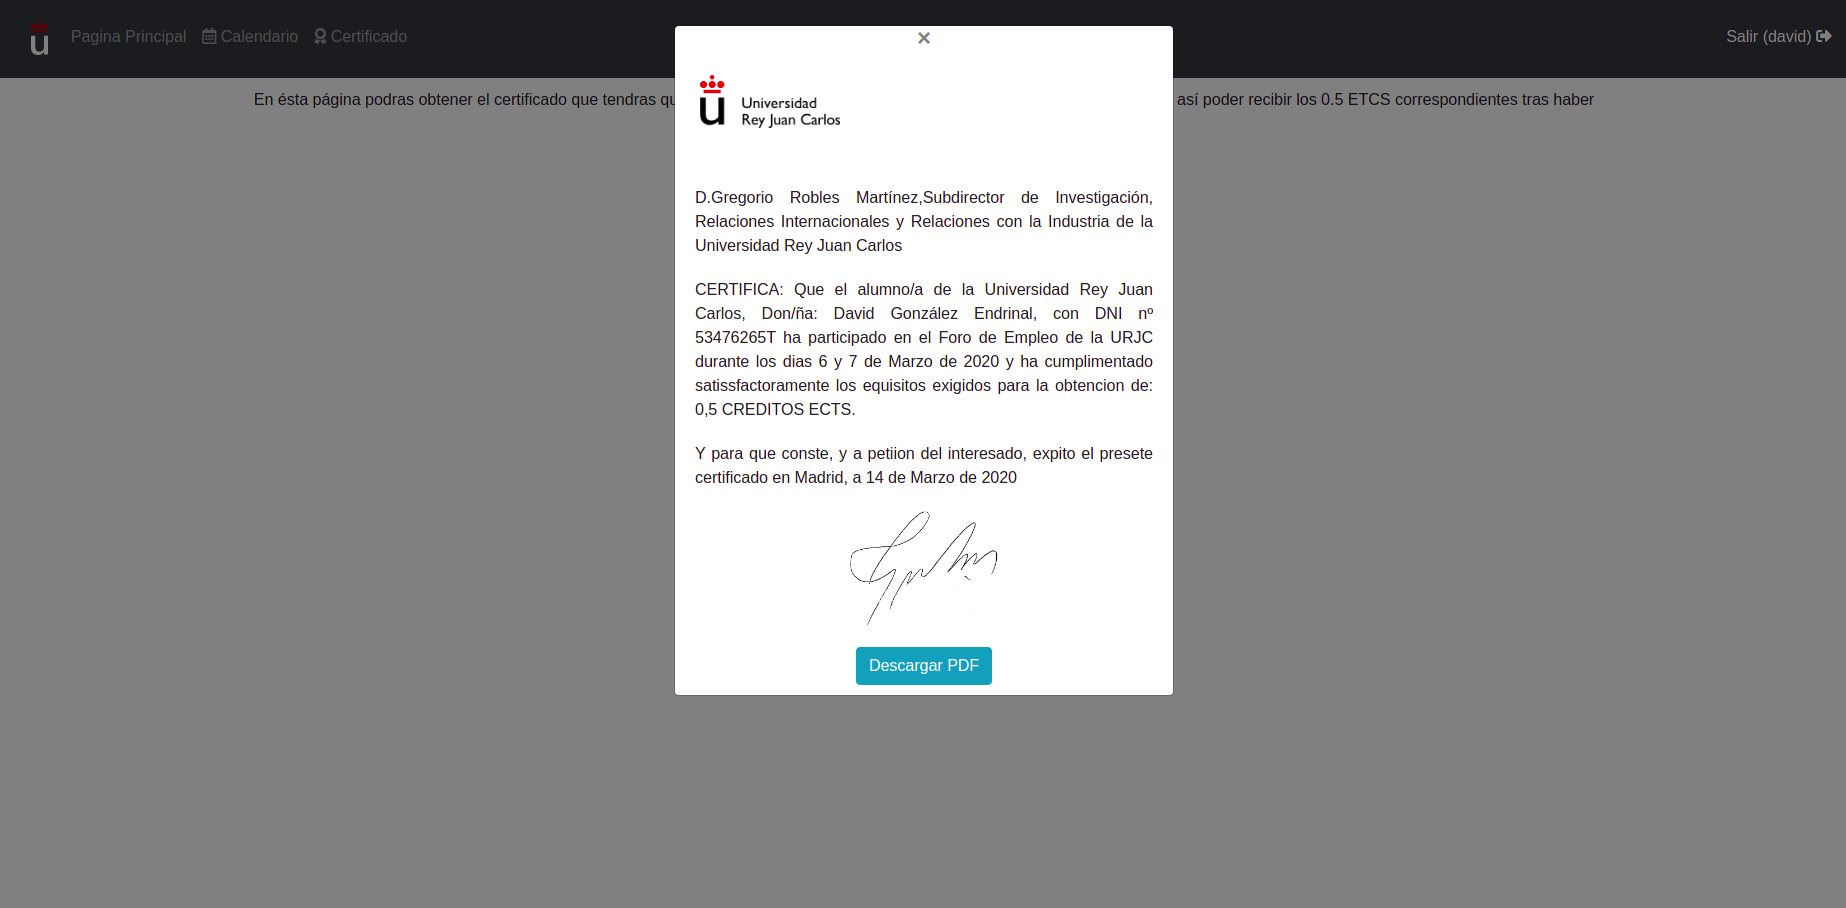 u Pagina Principal Calendario Certificado
Salir (david)
×
En ésta página podras obtener el certificado que tendras
así poder recibir los 0.5 ETCS correspondientes tras haber
u Universidad
Rey Juan Carlos
D.Gregorio Robles Martínez,Subdirector de Investigación,
Relaciones Internacionales y Relaciones con la Industria de la
Universidad Rey Juan Carlos
CERTIFICA: Que el alumno/a de la Universidad Rey Juan
Carlos, Don/ña: David González Endrinal, con DNI nº
53476265T ha participado en el Foro de Empleo de la URJC
durante los dias 6 y 7 de Marzo de 2020 y ha cumplimentado
satissfactoramente los equisitos exigidos para la obtencion de:
0,5 CREDITOS ECTS.
Y para que conste, y a petiion del interesado, expito el presete
certificado en Madrid, a 14 de Marzo de 2020
Descargar PDF